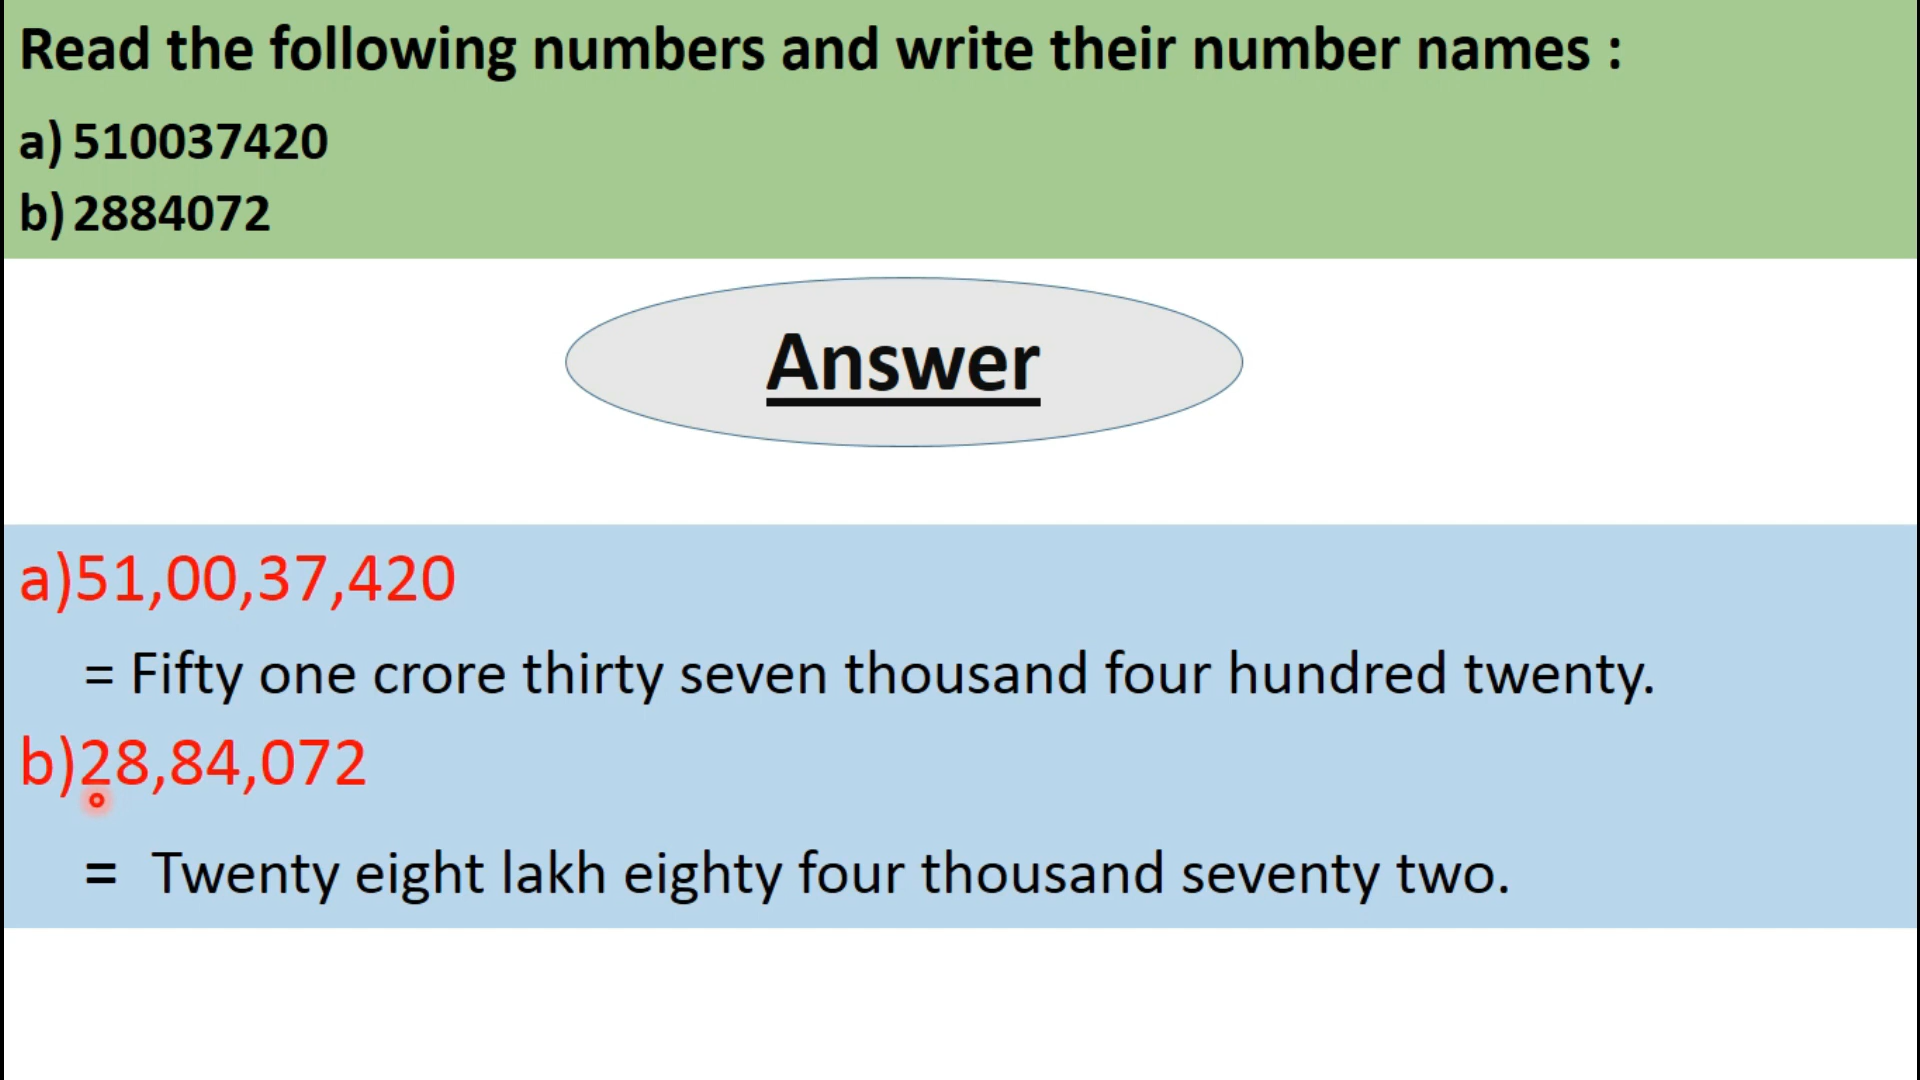 Read the following numbers and write their number names :
a) 510037420
b) 2884072
Answer
a)51,00,37,420
= Fifty one crore thirty seven thousand four hundred twenty.
b)28,84,072
= Twenty eight lakh eighty four thousand seventy two.